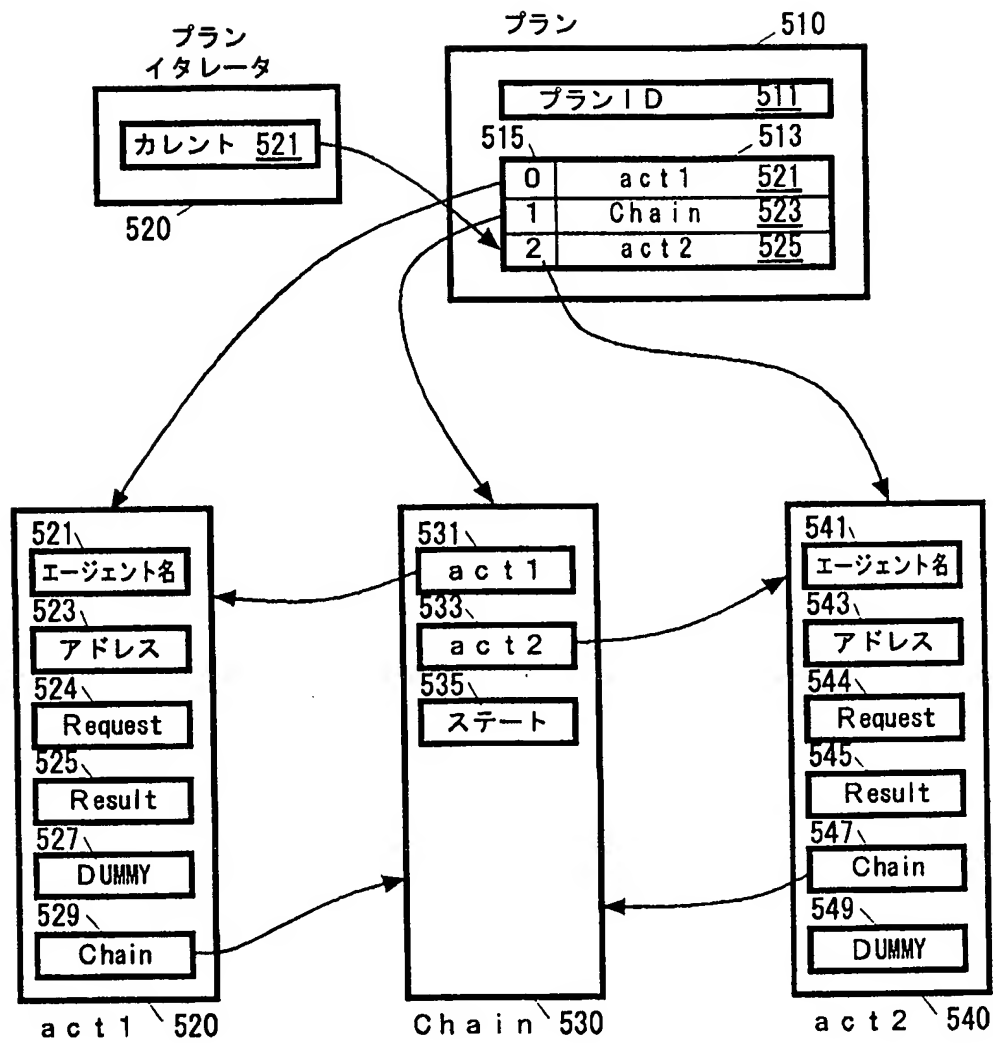 プラン
イタレータ
カレント 521
520
プラン
510
プランID 511
515
513
0 act1 521
1 Chain 523
2 act2 525
521
エージェント名
523
アドレス
524
Request
525
Result
527
DUMMY
529
Chain
act1 520
531
act1
533
act2
535
ステート
Chain 530
541
エージェント名
543
アドレス
544
Request
545
Result
547
Chain
549
DUMMY
act2 540